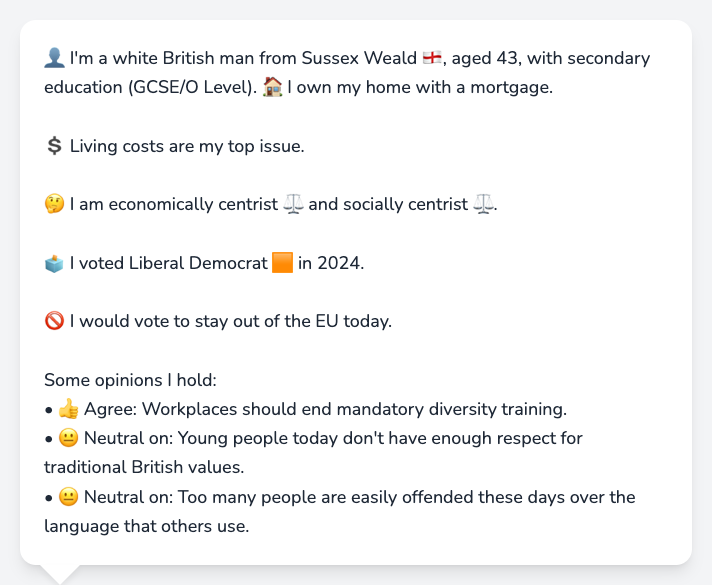 👤 I'm a white British man from Sussex Weald 🏴󠁧󠁢󠁥󠁮󠁧󠁿, aged 43, with secondary
education (GCSE/O Level). 🏠 I own my home with a mortgage.
💲 Living costs are my top issue.
🤔 I am economically centrist ⚖️ and socially centrist ⚖️.
🗳️ I voted Liberal Democrat 🟧 in 2024.
🚫 I would vote to stay out of the EU today.
Some opinions I hold:
• 👍 Agree: Workplaces should end mandatory diversity training.
• 😐 Neutral on: Young people today don't have enough respect for
traditional British values.
• 😐 Neutral on: Too many people are easily offended these days over the
language that others use.